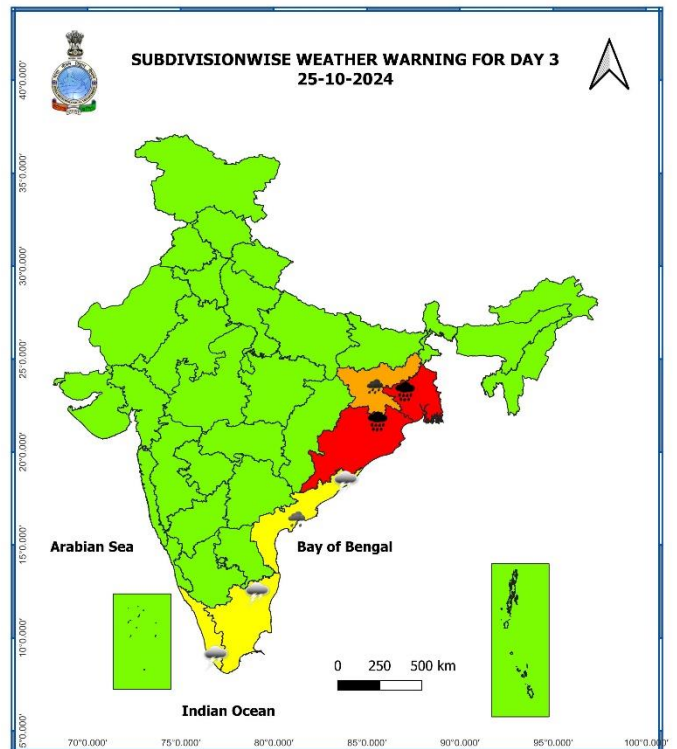 SUBDIVISIONWISE WEATHER WARNING FOR DAY 3
25-10-2024
40°0.000'
35°0.000'
30°0.000'
25°0.000'
20°0.000'
15°0.000'
10°0.000'
5°0.000'
Arabian Sea
Bay of Bengal
0 250 500 km
Indian Ocean
70°0.000' 75°0.000' 80°0.000' 85°0.000' 90°0.000' 95°0.000' 100°0.000'